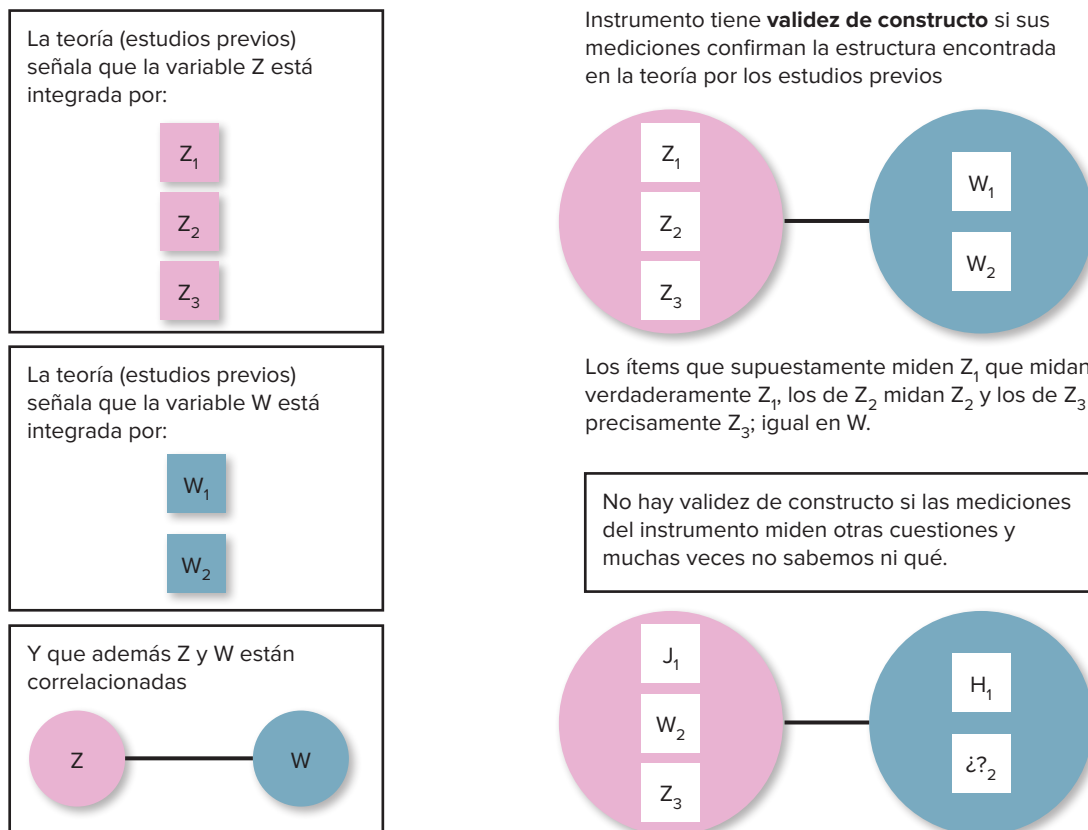 La teoría (estudios previos)
señala que la variable Z está
integrada por:
Z₁
Z₂
Z₃
La teoría (estudios previos)
señala que la variable W está
integrada por:
W₁
W₂
Y que además Z y W están
correlacionadas
Z
W
Instrumento tiene validez de constructo si sus
mediciones confirman la estructura encontrada
en la teoría por los estudios previos
Z₁
Z₂
Z₃
W₁
W₂
Los ítems que supuestamente miden Z₁ que midan
verdaderamente Z₁, los de Z₂ midan Z₂ y los de Z₃
precisamente Z₃; igual en W.
No hay validez de constructo si las mediciones
del instrumento miden otras cuestiones y
muchas veces no sabemos ni qué.
J₁
W₂
Z₃
H₁
¿?₂